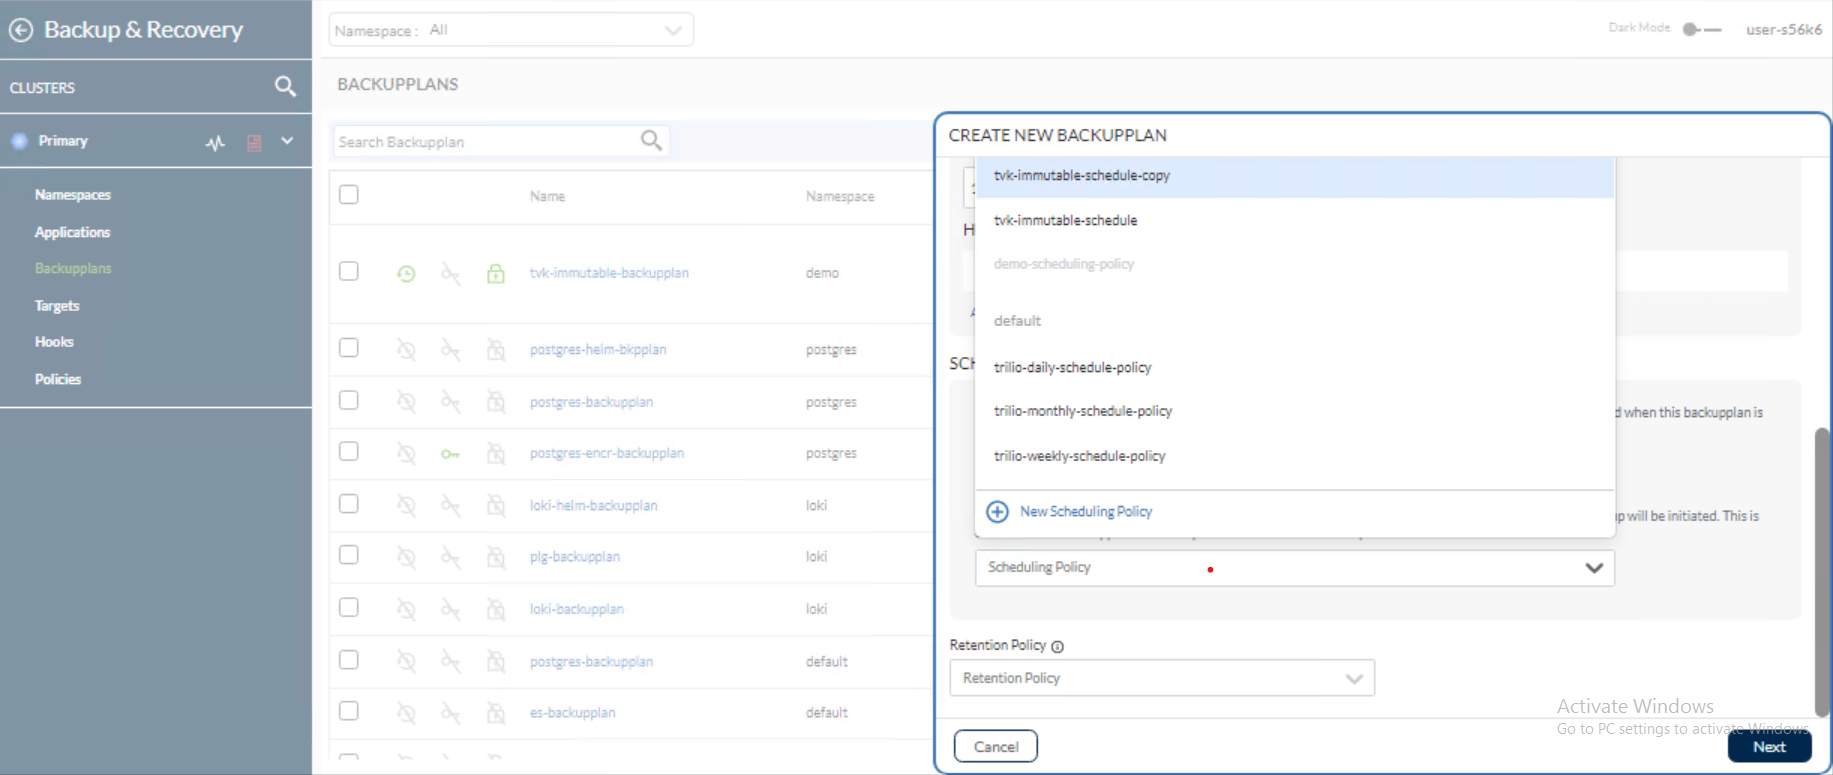 Backup & Recovery
Namespace : All
Dark Mode
user-s56k6
CLUSTERS
BACKUPPLANS
Primary
Search Backupplan
CREATE NEW BACKUPPLAN
Namespaces
Applications
Backupplans
Targets
Hooks
Policies
Name Namespace
tvk-immutable-backupplan demo
postgres-helm-bkpplan postgres
postgres-backupplan postgres
postgres-encr-backupplan postgres
loki-helm-backupplan loki
plg-backupplan loki
loki-backupplan loki
postgres-backupplan default
es-backupplan default
tvk-immutable-schedule-copy
tvk-immutable-schedule
demo-scheduling-policy
default
SCH
trilio-daily-schedule-policy
trilio-monthly-schedule-policy
d when this backupplan is
trilio-weekly-schedule-policy
New Scheduling Policy
up will be initiated. This is
Scheduling Policy
Retention Policy
Retention Policy
Activate Windows
Go to PC settings to activate Windows.
Cancel
Next